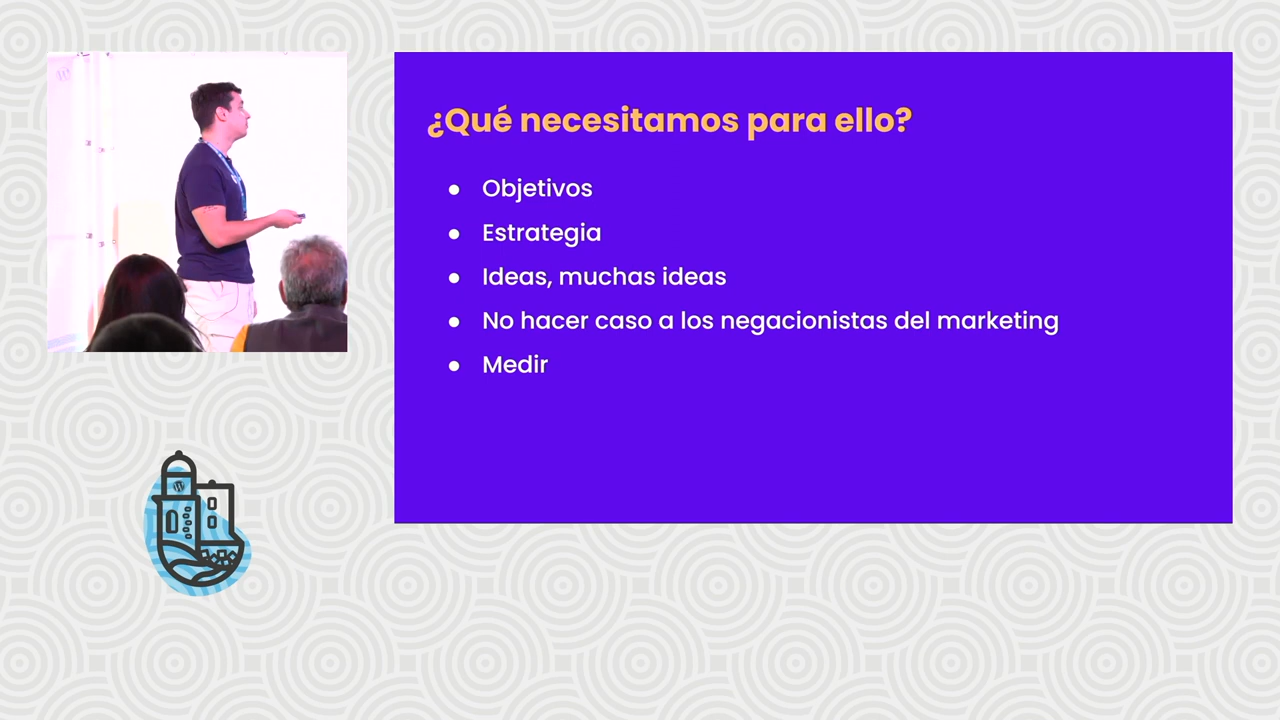 ¿Qué necesitamos para ello?
● Objetivos
● Estrategia
● Ideas, muchas ideas
● No hacer caso a los negacionistas del marketing
● Medir